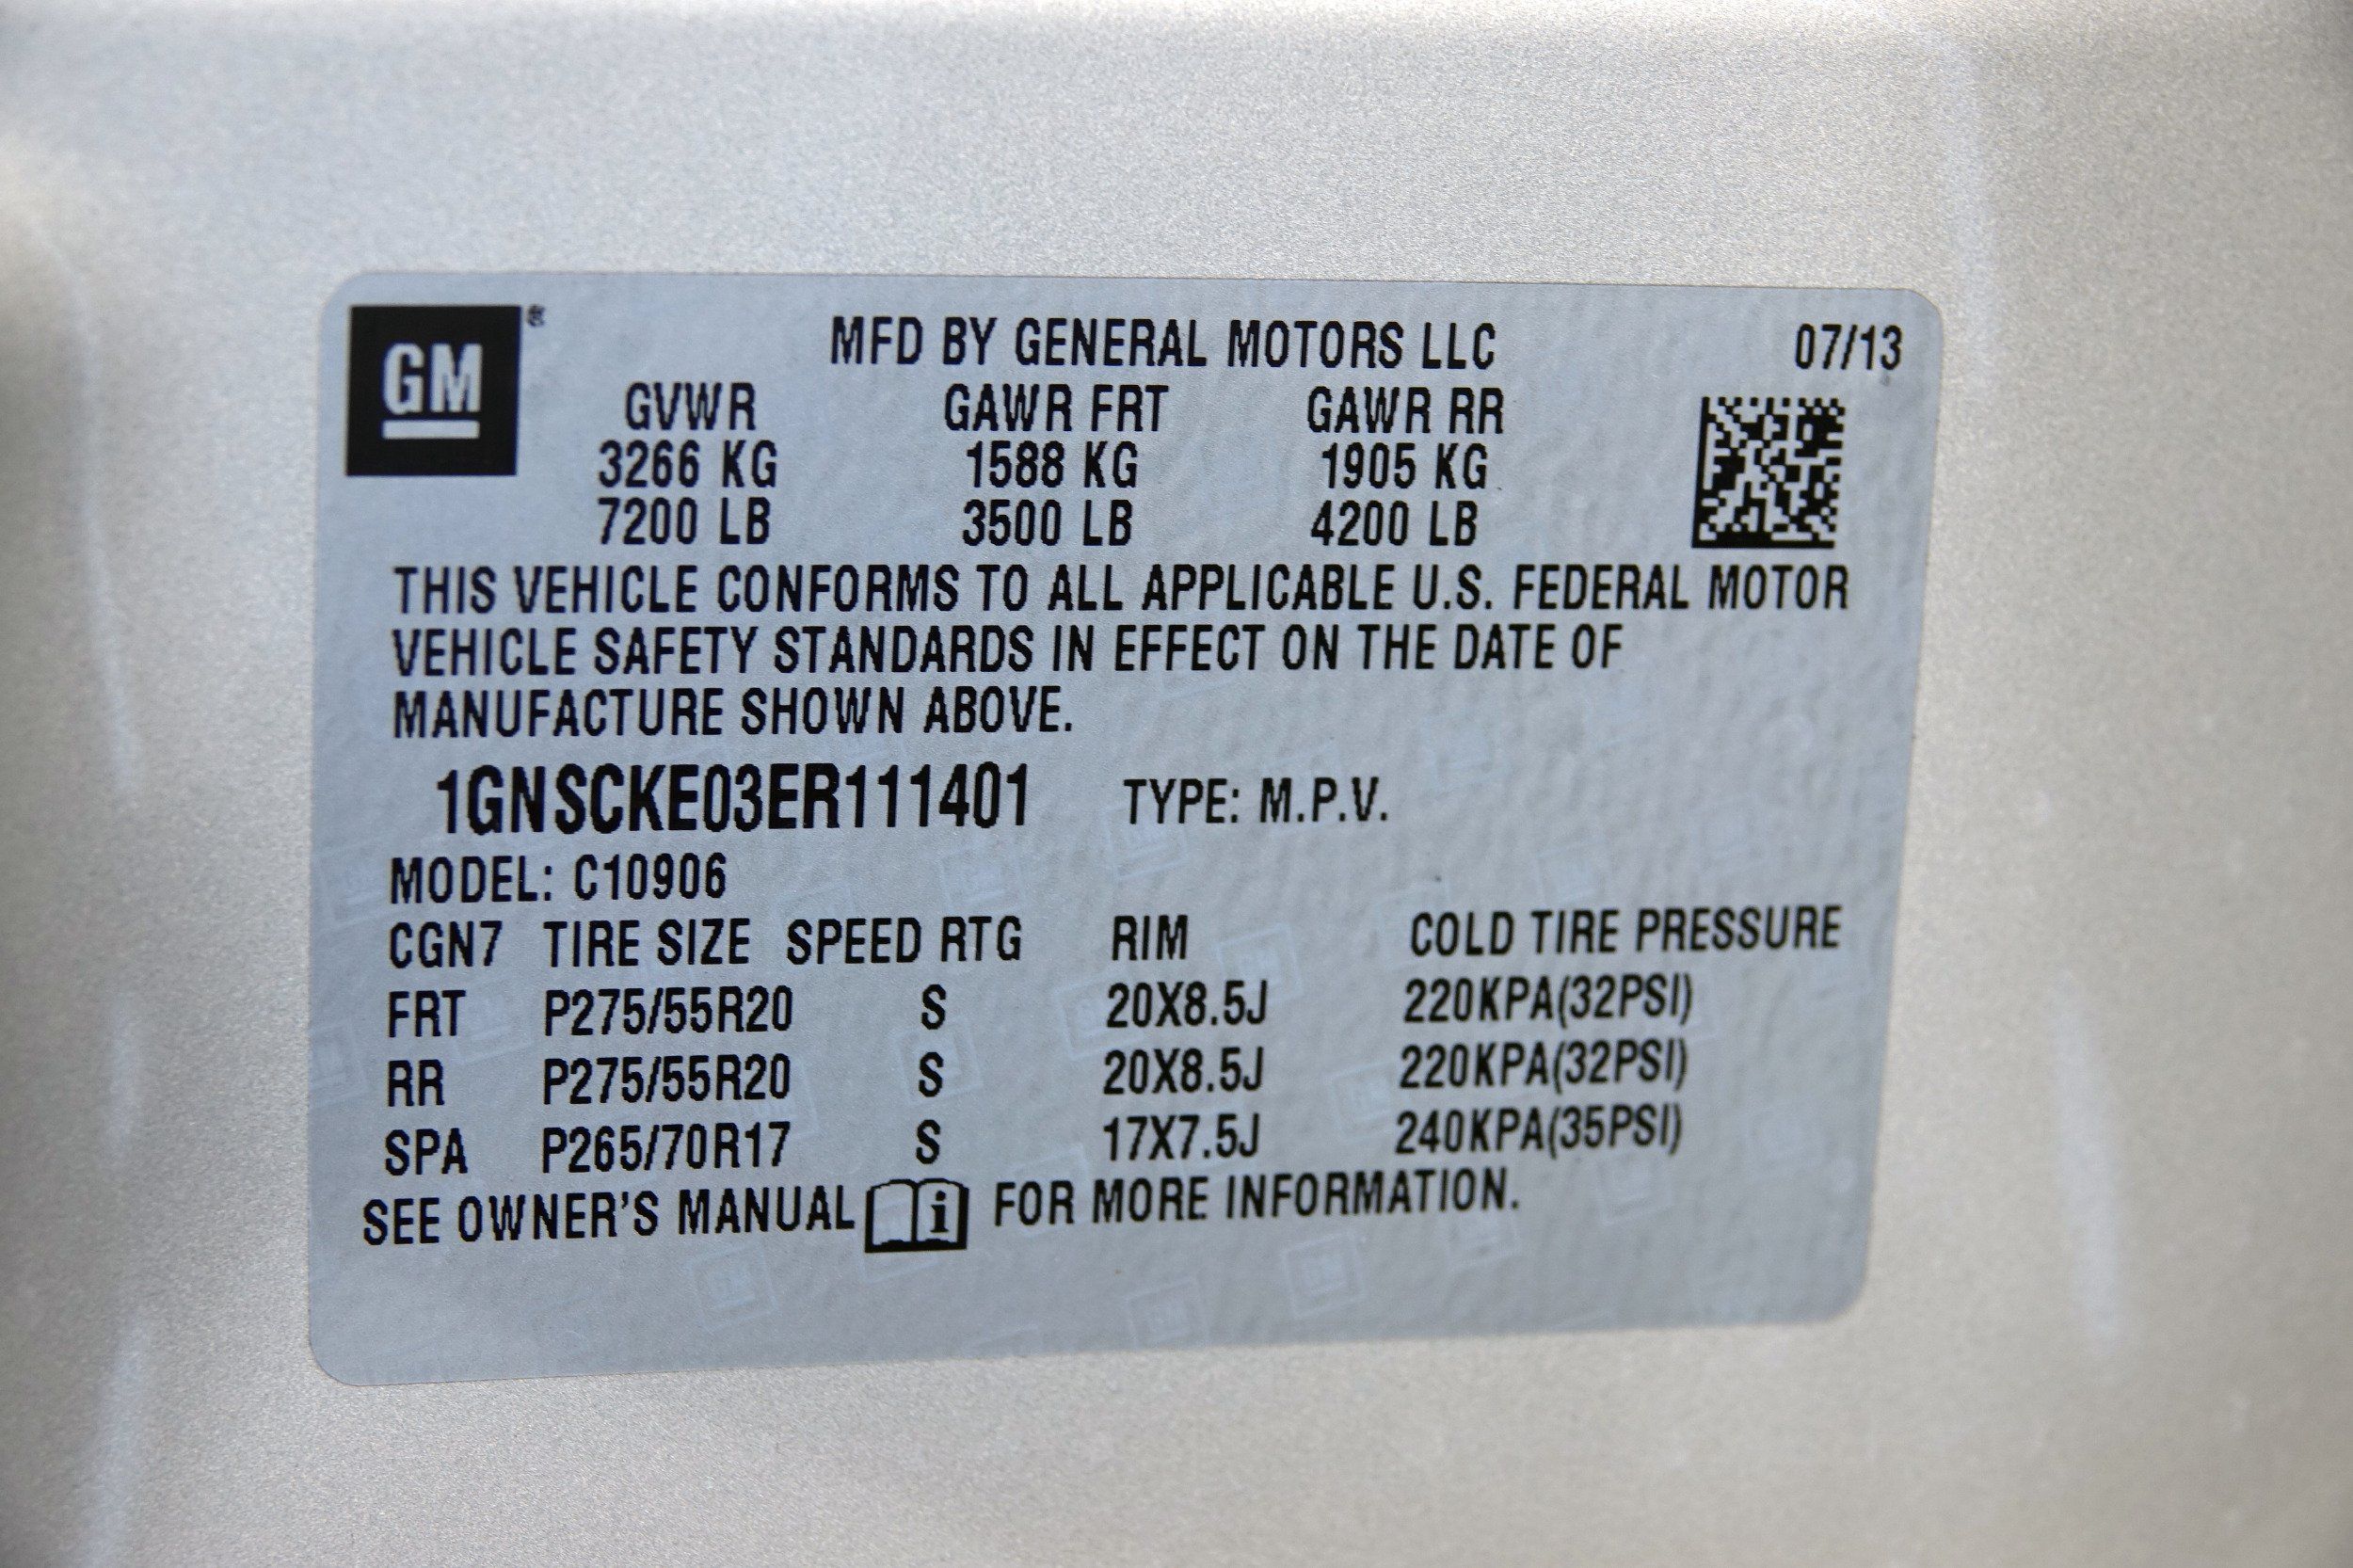 GM ®
MFD BY GENERAL MOTORS LLC 07/13
GVWR GAWR FRT GAWR RR
3266 KG 1588 KG 1905 KG
7200 LB 3500 LB 4200 LB
THIS VEHICLE CONFORMS TO ALL APPLICABLE U.S. FEDERAL MOTOR
VEHICLE SAFETY STANDARDS IN EFFECT ON THE DATE OF
MANUFACTURE SHOWN ABOVE.
1GNSCKE03ER111401 TYPE: M.P.V.
MODEL: C10906
CGN7 TIRE SIZE SPEED RTG RIM COLD TIRE PRESSURE
FRT P275/55R20 S 20X8.5J 220KPA(32PSI)
RR P275/55R20 S 20X8.5J 220KPA(32PSI)
SPA P265/70R17 S 17X7.5J 240KPA(35PSI)
SEE OWNER'S MANUAL i FOR MORE INFORMATION.